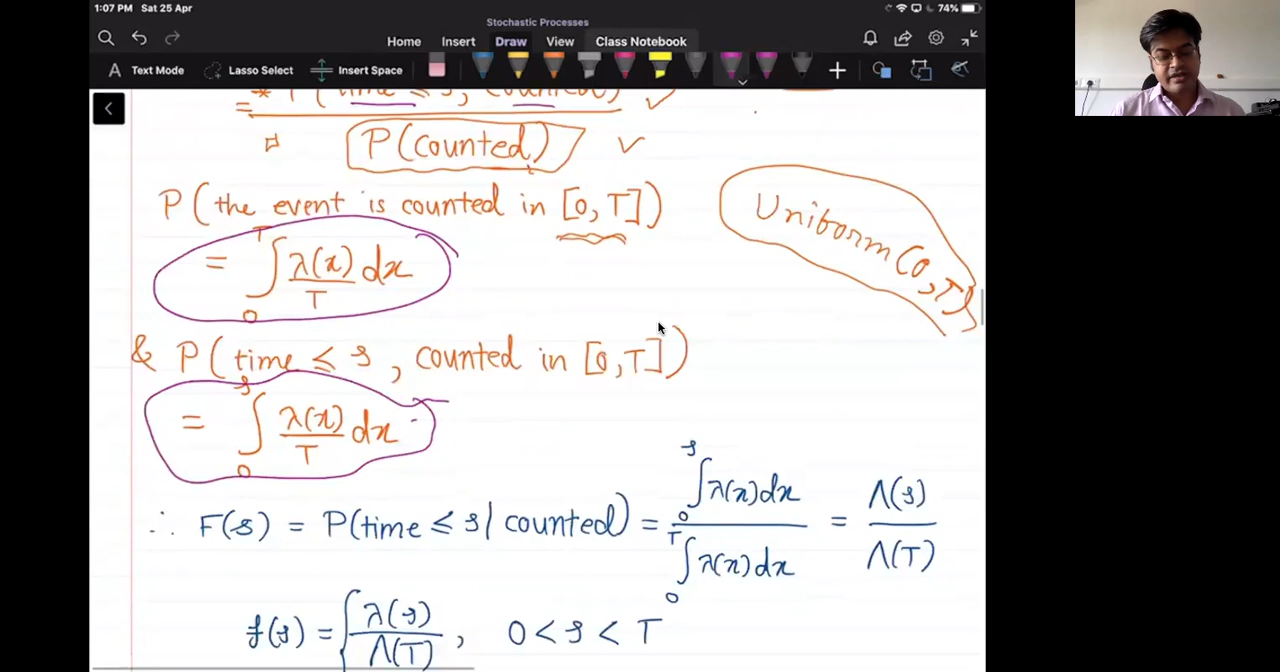 1:07 PM Sat 25 Apr
74%
Stochastic Processes
Home Insert Draw View Class Notebook
A Text Mode Lasso Select Insert Space
= * P(time ≤ s, counted) ✓
P(counted) ✓
P(the event is counted in [0,T])
Uniform(0,T)
= ∫₀ᵀ λ(x)/T dx
& P(time ≤ s, counted in [0,T])
= ∫₀ˢ λ(x)/T dx
∴ F(s) = P(time ≤ s | counted) = ∫₀ˢ λ(x)dx / ∫₀ᵀ λ(x)dx = Λ(s)/Λ(T)
f(s) = { λ(s)/Λ(T), 0 < s < T